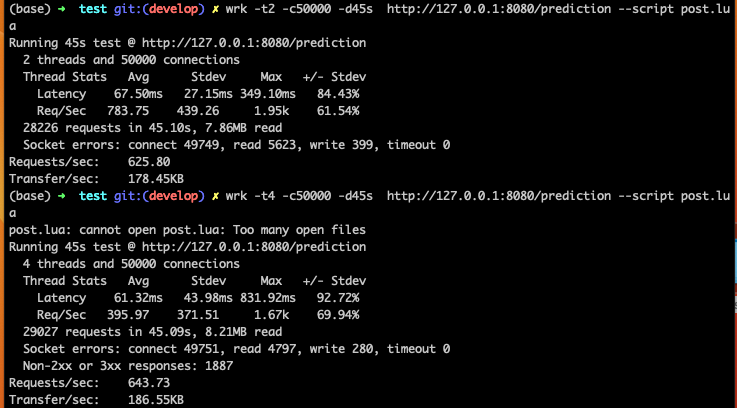 (base) ➜  test git:(develop) ✗ wrk -t2 -c50000 -d45s  http://127.0.0.1:8080/prediction --script post.lu
a
Running 45s test @ http://127.0.0.1:8080/prediction
  2 threads and 50000 connections
  Thread Stats   Avg      Stdev     Max   +/- Stdev
    Latency    67.50ms   27.15ms 349.10ms   84.43%
    Req/Sec   783.75    439.26     1.95k    61.54%
  28226 requests in 45.10s, 7.86MB read
  Socket errors: connect 49749, read 5623, write 399, timeout 0
Requests/sec:    625.80
Transfer/sec:    178.45KB
(base) ➜  test git:(develop) ✗ wrk -t4 -c50000 -d45s  http://127.0.0.1:8080/prediction --script post.lu
a
post.lua: cannot open post.lua: Too many open files
Running 45s test @ http://127.0.0.1:8080/prediction
  4 threads and 50000 connections
  Thread Stats   Avg      Stdev     Max   +/- Stdev
    Latency    61.32ms   43.98ms 831.92ms   92.72%
    Req/Sec   395.97    371.51     1.67k    69.94%
  29027 requests in 45.09s, 8.21MB read
  Socket errors: connect 49751, read 4797, write 280, timeout 0
  Non-2xx or 3xx responses: 1887
Requests/sec:    643.73
Transfer/sec:    186.55KB